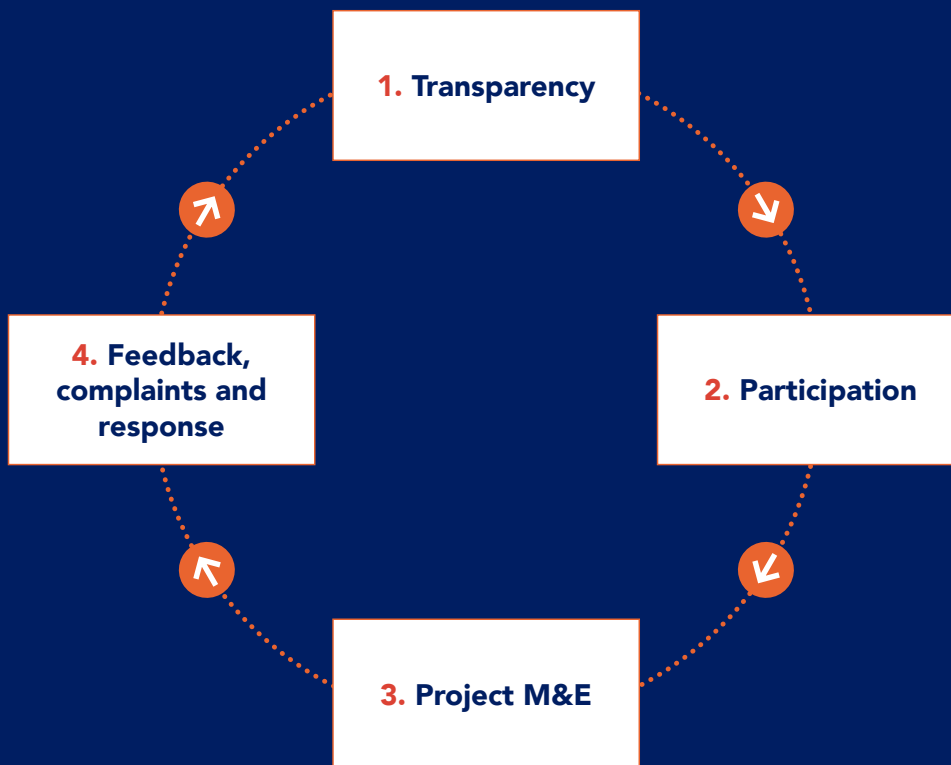 1. Transparency
2. Participation
3. Project M&E
4. Feedback,
complaints and
response